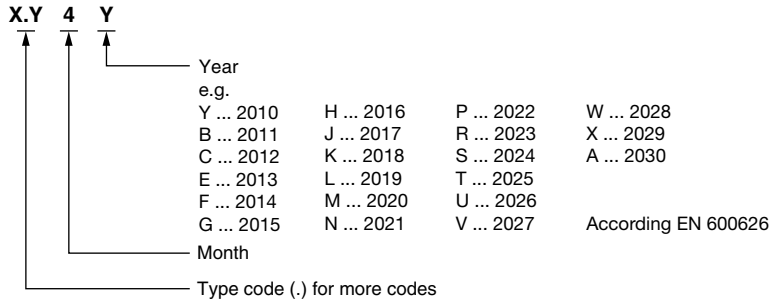 X.Y 4 Y
Year
e.g.
Y ... 2010 H ... 2016 P ... 2022 W ... 2028
B ... 2011 J ... 2017 R ... 2023 X ... 2029
C ... 2012 K ... 2018 S ... 2024 A ... 2030
E ... 2013 L ... 2019 T ... 2025
F ... 2014 M ... 2020 U ... 2026
G ... 2015 N ... 2021 V ... 2027 According EN 600626
Month
Type code (.) for more codes